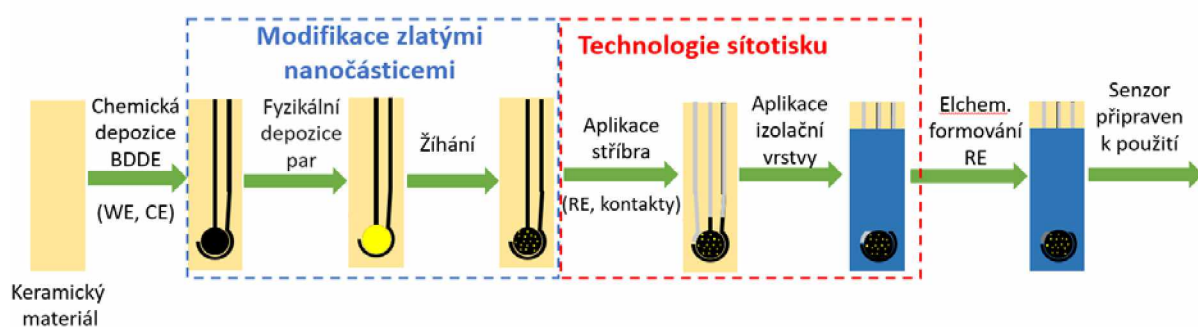 Modifikace zlatými
nanočásticemi
Technologie sítotisku
Keramický
materiál
Chemická
depozice
BDDE
(WE, CE)
Fyzikální
depozice
par
Žíhání
Aplikace
stříbra
(RE, kontakty)
Aplikace
izolační
vrstvy
Elchem.
formování
RE
Senzor
připraven
k použití